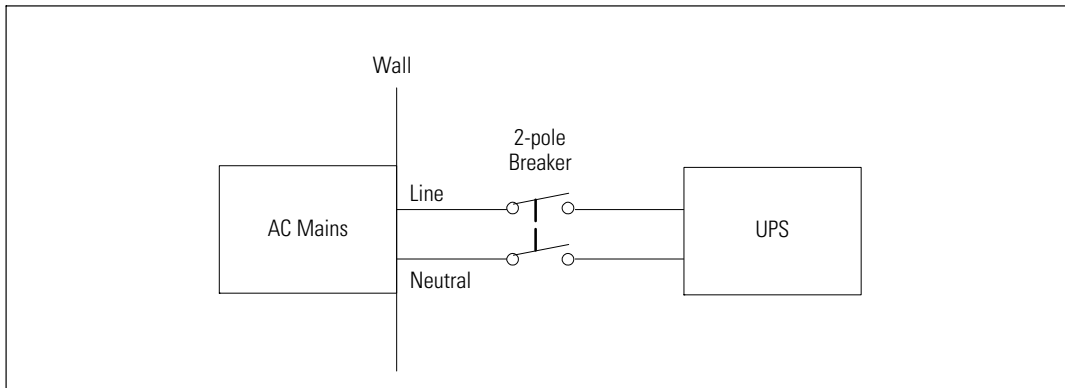 Wall
2-pole
Breaker
Line
AC Mains
UPS
Neutral